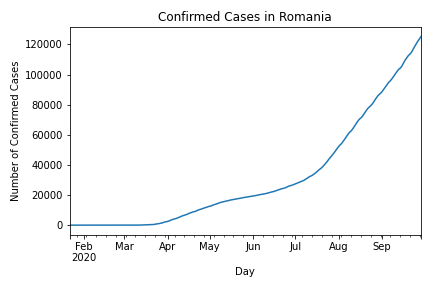 Confirmed Cases in Romania
Number of Confirmed Cases
120000
100000
80000
60000
40000
20000
0
Feb Mar Apr May Jun Jul Aug Sep
2020
Day